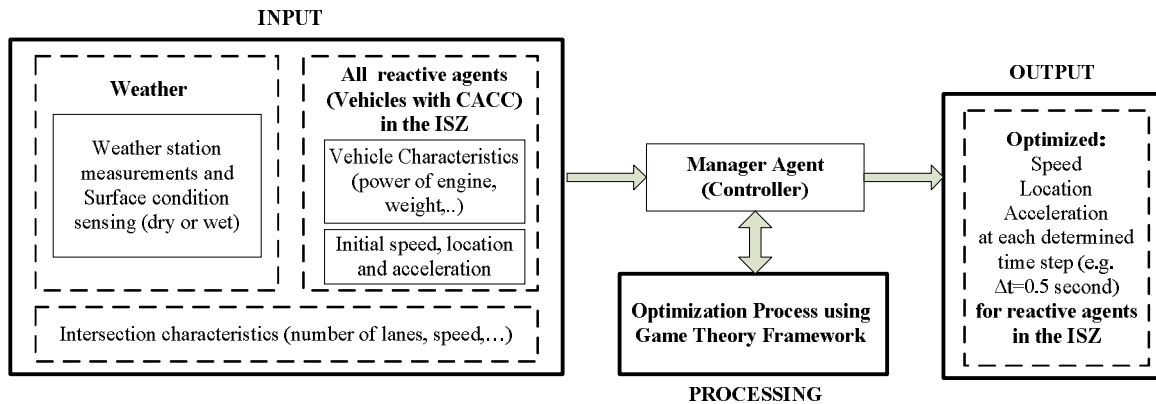 INPUT
Weather
Weather station
measurements and
Surface condition
sensing (dry or wet)
All reactive agents
(Vehicles with CACC)
in the ISZ
Vehicle Characteristics
(power of engine,
weight,..)
Initial speed, location
and acceleration
Intersection characteristics (number of lanes, speed,…)
Manager Agent
(Controller)
Optimization Process using
Game Theory Framework
PROCESSING
OUTPUT
Optimized:
Speed
Location
Acceleration
at each determined
time step (e.g.
Δt=0.5 second)
for reactive agents
in the ISZ